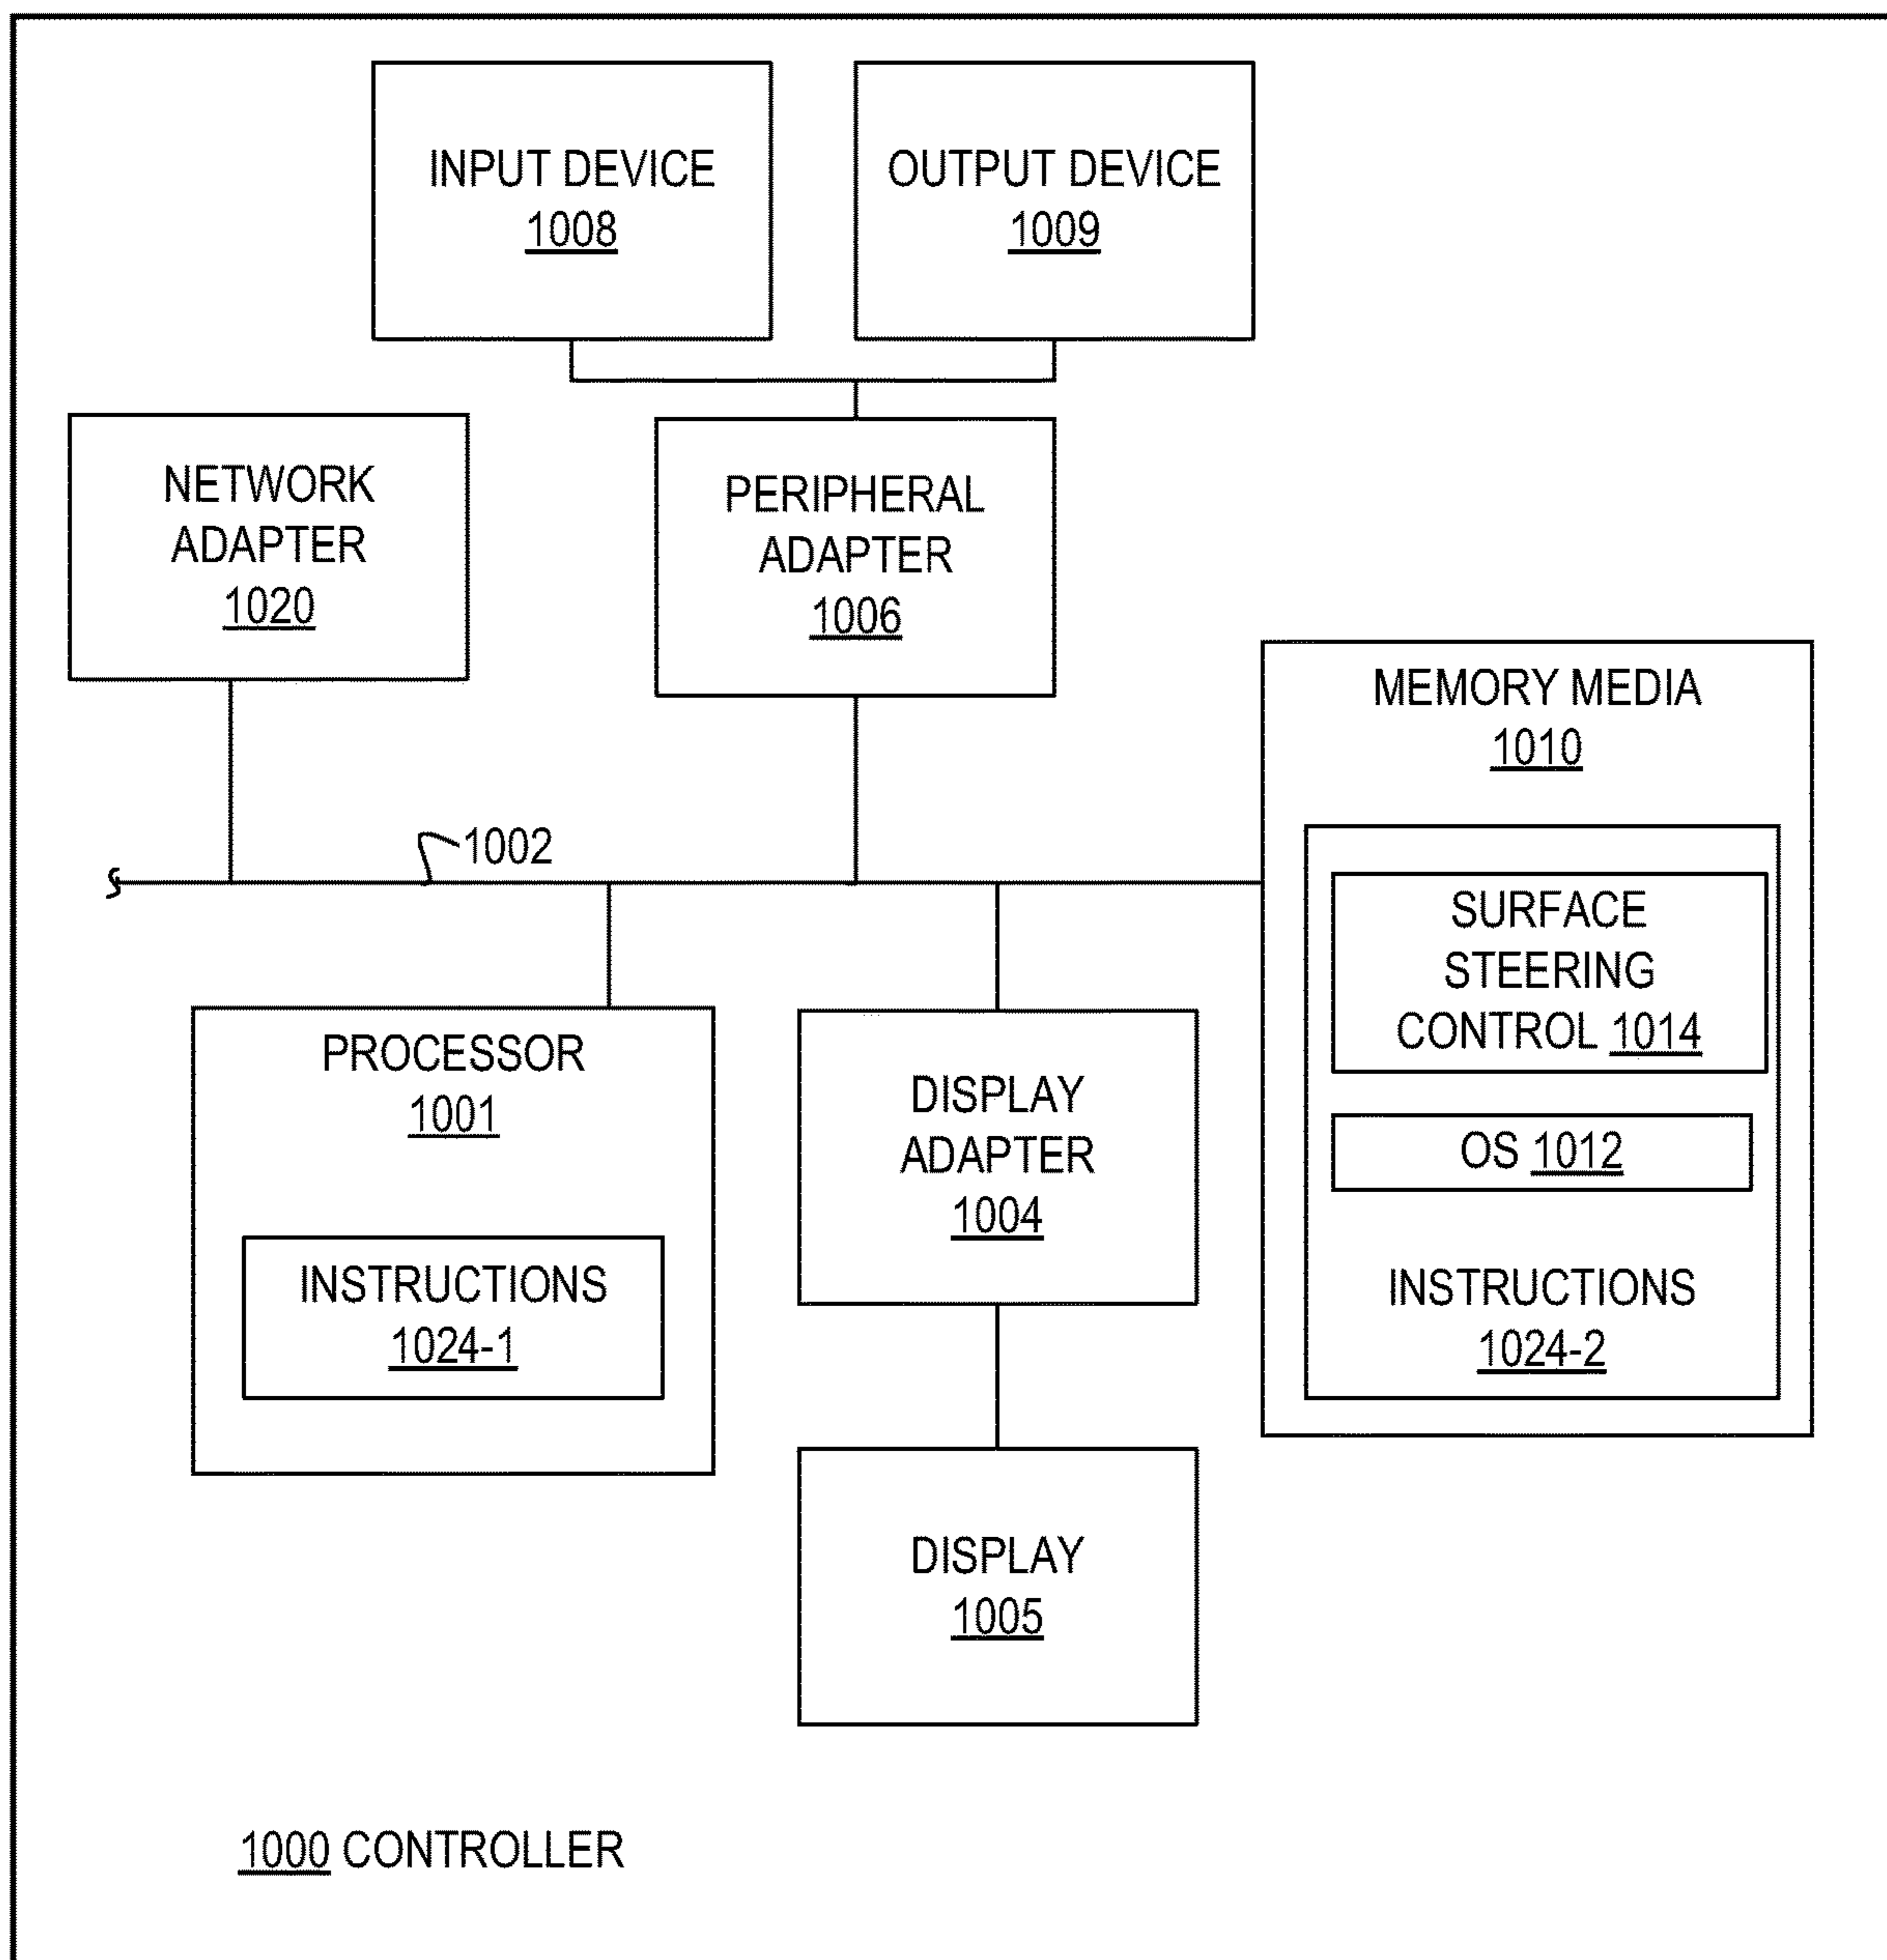 INPUT DEVICE
1008
OUTPUT DEVICE
1009
NETWORK
ADAPTER
1020
PERIPHERAL
ADAPTER
1006
MEMORY MEDIA
1010
1002
SURFACE
STEERING
CONTROL 1014
OS 1012
INSTRUCTIONS
1024-2
PROCESSOR
1001
INSTRUCTIONS
1024-1
DISPLAY
ADAPTER
1004
DISPLAY
1005
1000 CONTROLLER